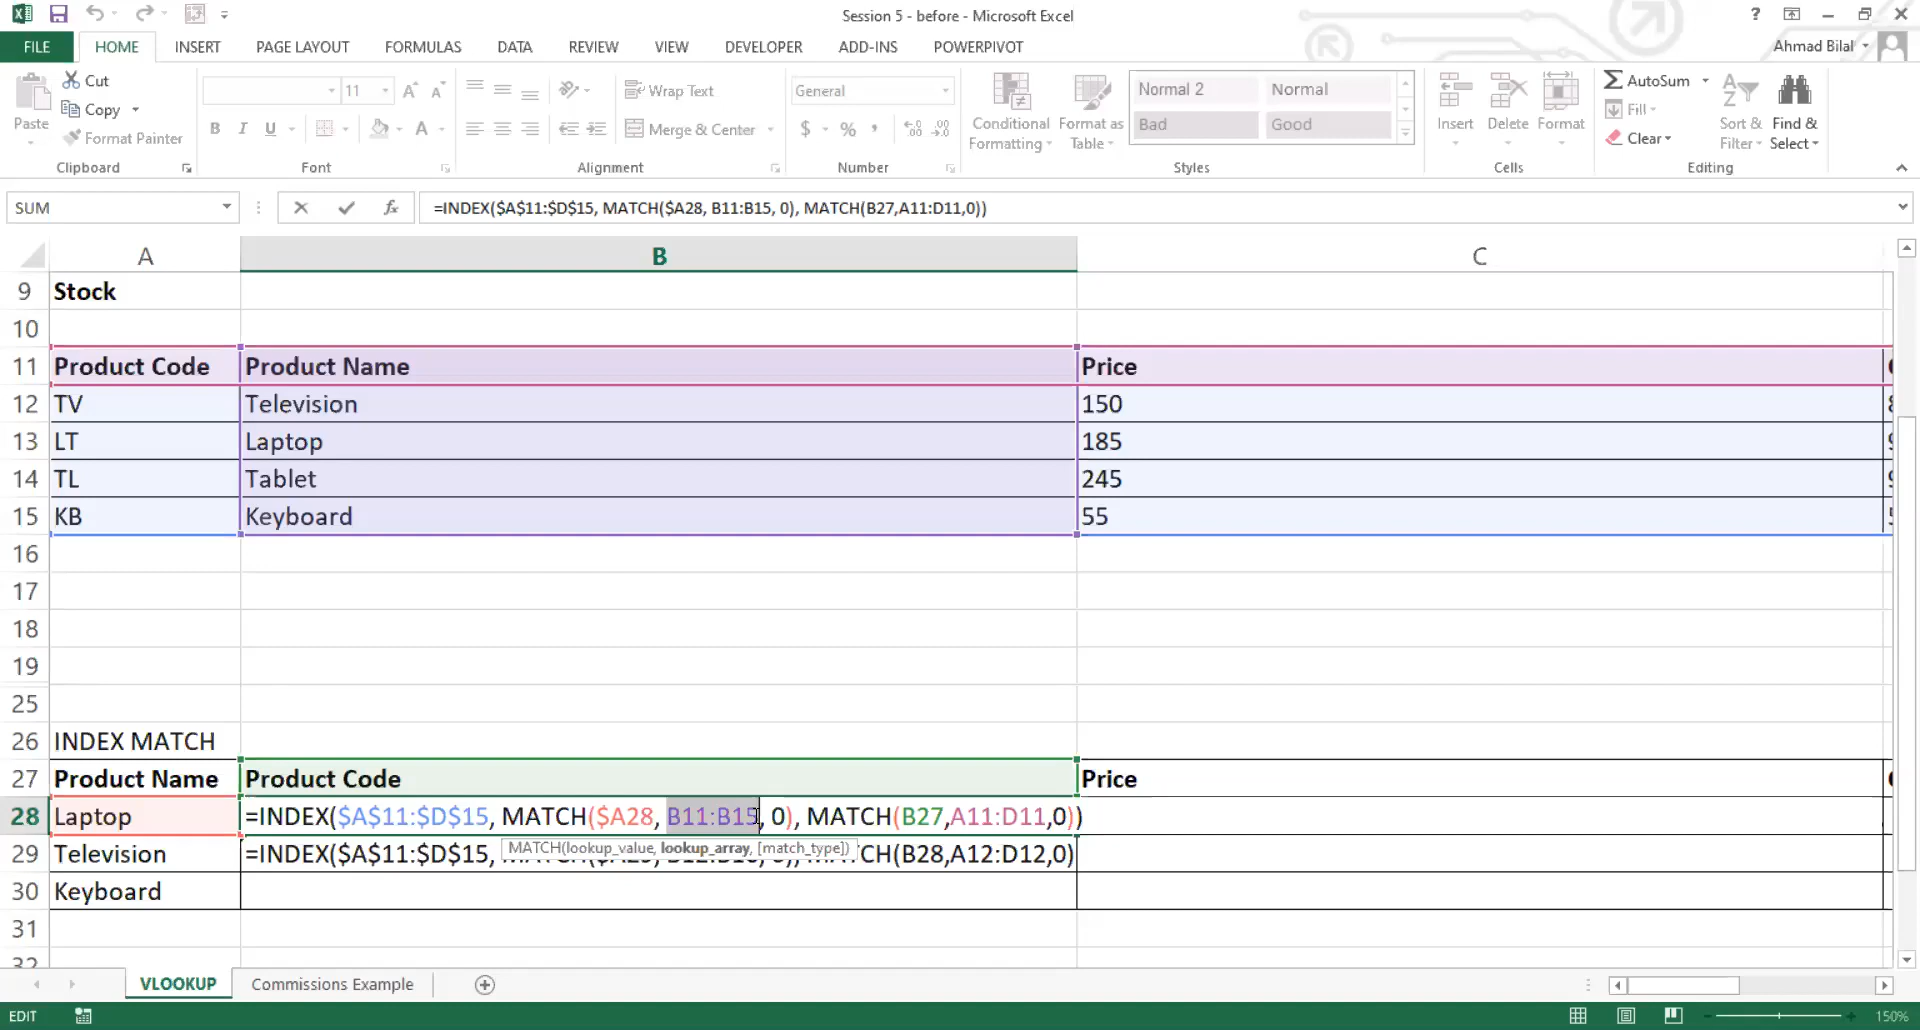 Session 5 - before - Microsoft Excel
?
FILE HOME INSERT PAGE LAYOUT FORMULAS DATA REVIEW VIEW DEVELOPER ADD-INS POWERPIVOT Ahmad Bilal
Paste
Cut
Copy
Format Painter
11 A A
B I U A
Wrap Text
Merge & Center
General
$ % ,
Conditional Formatting
Format as Table
Normal 2 Normal
Bad Good
Insert Delete Format
AutoSum
Fill
Clear
Sort & Filter
Find & Select
Clipboard Font Alignment Number Styles Cells Editing
SUM fx =INDEX($A$11:$D$15, MATCH($A28, B11:B15, 0), MATCH(B27,A11:D11,0))
A B C
9 Stock
10
11 Product Code Product Name Price
12 TV Television 150
13 LT Laptop 185
14 TL Tablet 245
15 KB Keyboard 55
16
17
18
19
25
26 INDEX MATCH
27 Product Name Product Code Price
28 Laptop =INDEX($A$11:$D$15, MATCH($A28, B11:B15, 0), MATCH(B27,A11:D11,0))
MATCH(lookup_value, lookup_array, [match_type])
29 Television =INDEX($A$11:$D$15, MATCH(B28,A12:D12,0)
30 Keyboard
31
32
VLOOKUP Commissions Example
EDIT 150%